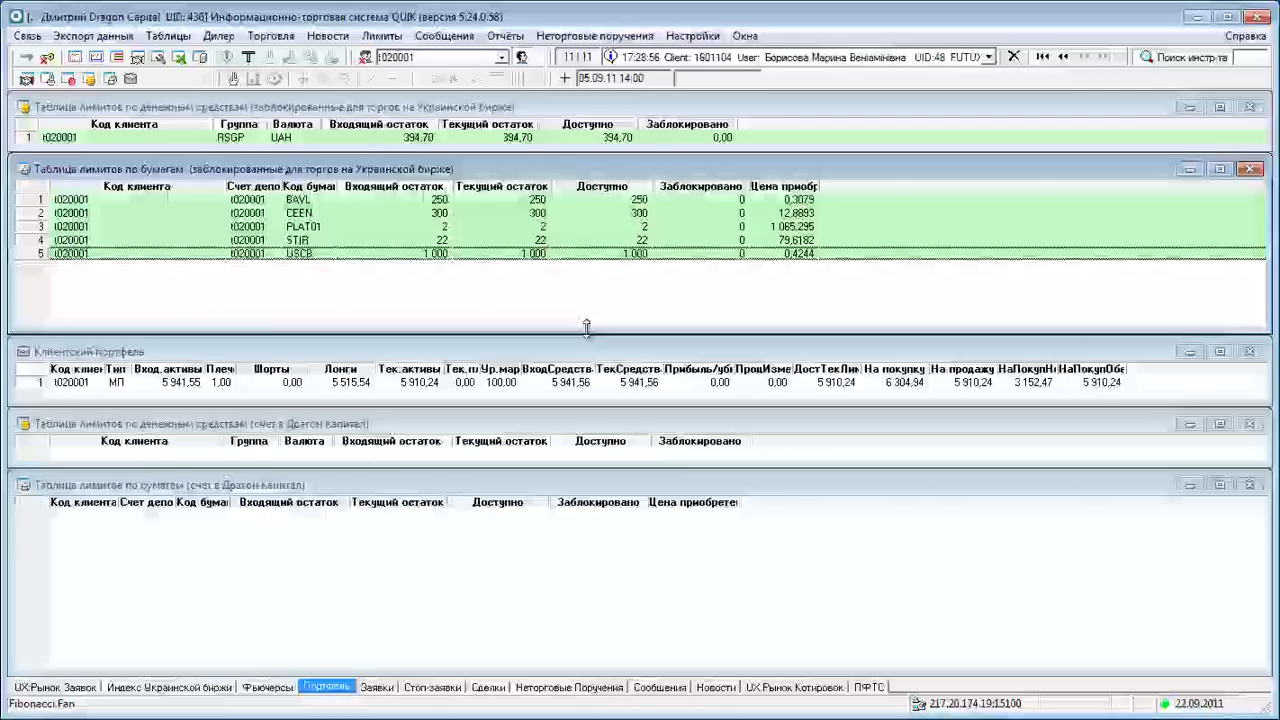 [. Дмитрий Dragon Capital UID: 436] Информационно-торговая система QUIK (версия 5.24.0.58)
Связь Экспорт данных Таблицы Дилер Торговля Новости Лимиты Сообщения Отчёты Неторговые поручения Настройки Окна Справка
t020001 17:28:56 Client: 1601104 User: Борисова Марина Веніамінівна UID:48 FUTU> Поиск инстр-та
05.09.11 14:00
Таблица лимитов по денежным средствам (заблокированные для торгов на Украинской бирже)
Код клиента Группа Валюта Входящий остаток Текущий остаток Доступно Заблокировано
1 t020001 RSGP UAH 394,70 394,70 394,70 0,00
Таблица лимитов по бумагам (заблокированные для торгов на Украинской бирже)
Код клиента Счет депо Код бумаг Входящий остаток Текущий остаток Доступно Заблокировано Цена приобр
1 t020001 t020001 BAVL 250 250 250 0 0,3079
2 t020001 t020001 CEEN 300 300 300 0 12,8893
3 t020001 t020001 PLAT01 2 2 2 0 1 065,295
4 t020001 t020001 STIR 22 22 22 0 79,6182
5 t020001 t020001 USCB 1 000 1 000 1 000 0 0,4244
Клиентский портфель
Код клиен Тип Вход.активы Плеч Шорты Лонги Тек.активы Тек.пл Ур.мар ВходСредств ТекСредств Прибыль/убі ПроцИзме ДостТекЛим На покупку На продажу НаПокупНе НаПокупОбе
1 t020001 МП 5 941,55 1,00 0,00 5 515,54 5 910,24 0,00 100,00 5 941,56 5 941,56 0,00 0,00 5 910,24 6 304,94 5 910,24 3 152,47 5 910,24
Таблица лимитов по денежным средствам (счет в Драгон Капитал)
Код клиента Группа Валюта Входящий остаток Текущий остаток Доступно Заблокировано
Таблица лимитов по бумагам (счет в Драгон Капитал)
Код клиента Счет депо Код бумаг Входящий остаток Текущий остаток Доступно Заблокировано Цена приобретен
UX:Рынок Заявок Индекс Украинской биржи Фьючерсы Портфель Заявки Стоп-заявки Сделки Неторговые Поручения Сообщения Новости UX:Рынок Котировок ПФТС
Fibonacci Fan 217.20.174.19:15100 22.09.2011